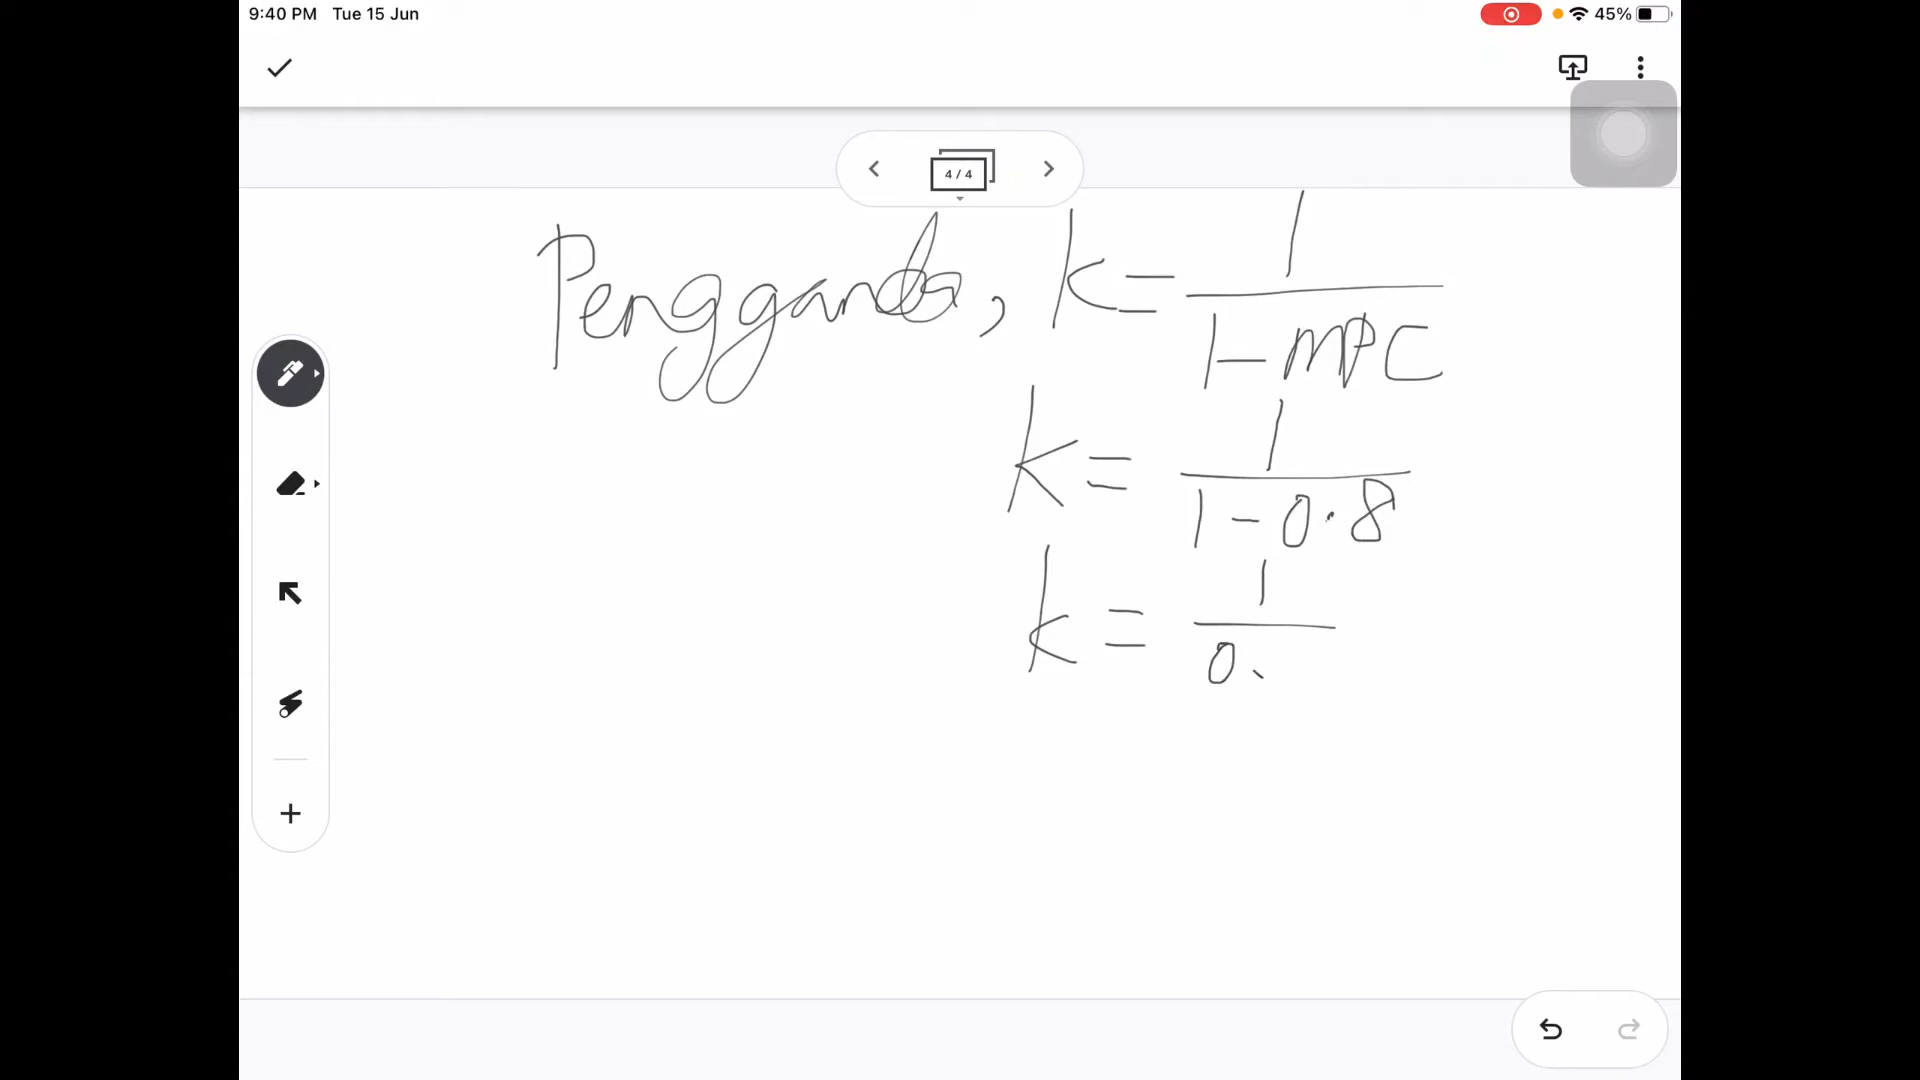 9:40 PM Tue 15 Jun
45%
4 / 4
Pengganda, k = 1 / 1 - MPC
k = 1 / 1 - 0.8
k = 1 / 0.